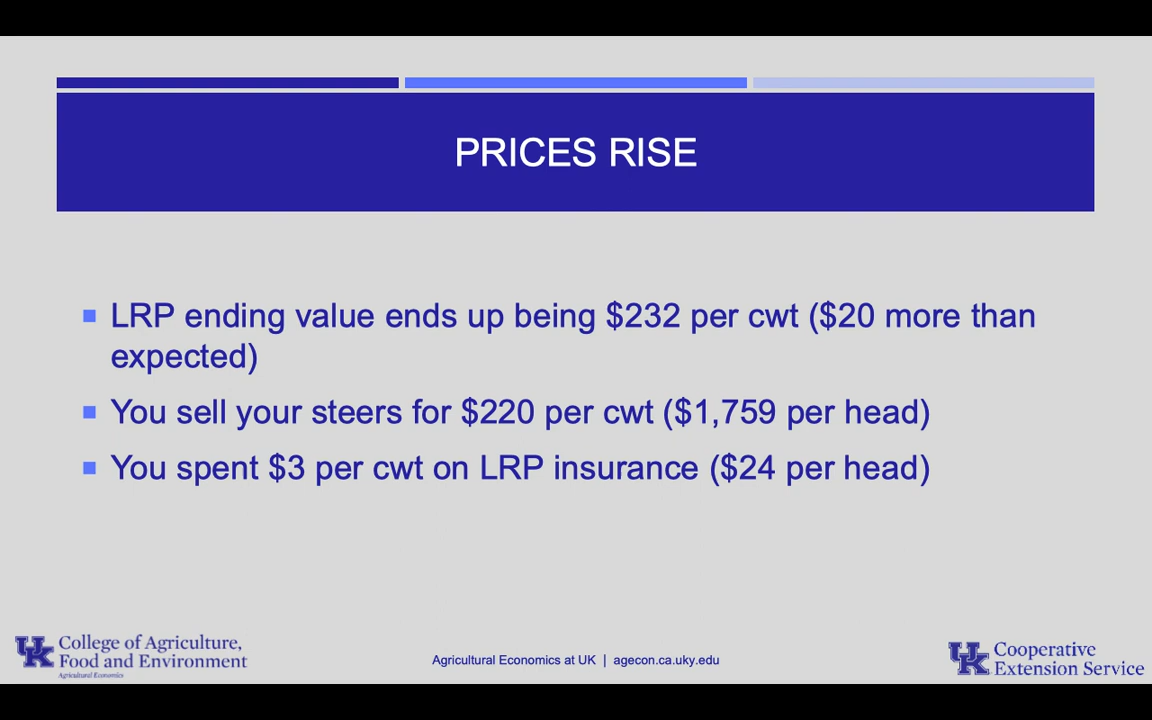 PRICES RISE
LRP ending value ends up being $232 per cwt ($20 more than
expected)
You sell your steers for $220 per cwt ($1,759 per head)
You spent $3 per cwt on LRP insurance ($24 per head)
UK College of Agriculture,
Food and Environment
Agricultural Economics
Agricultural Economics at UK | agecon.ca.uky.edu
UK Cooperative
Extension Service